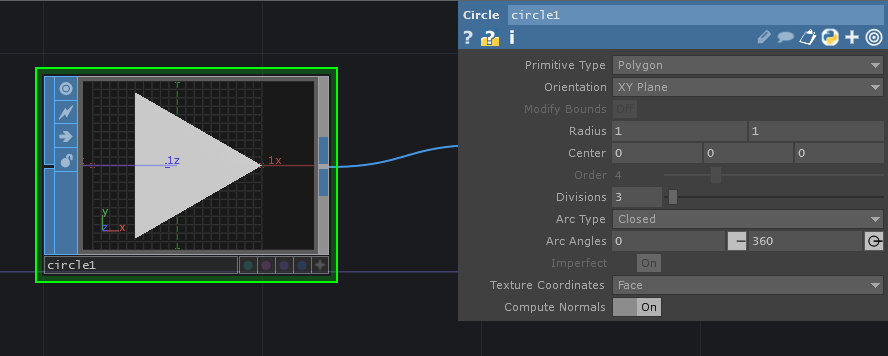 Circle circle1
? ? i
Primitive Type Polygon
Orientation XY Plane
Modify Bounds Off
Radius 1 1
Center 0 0 0
Order 4
Divisions 3
Arc Type Closed
Arc Angles 0 360
Imperfect On
Texture Coordinates Face
Compute Normals On
1z 1x
y
z x
circle1